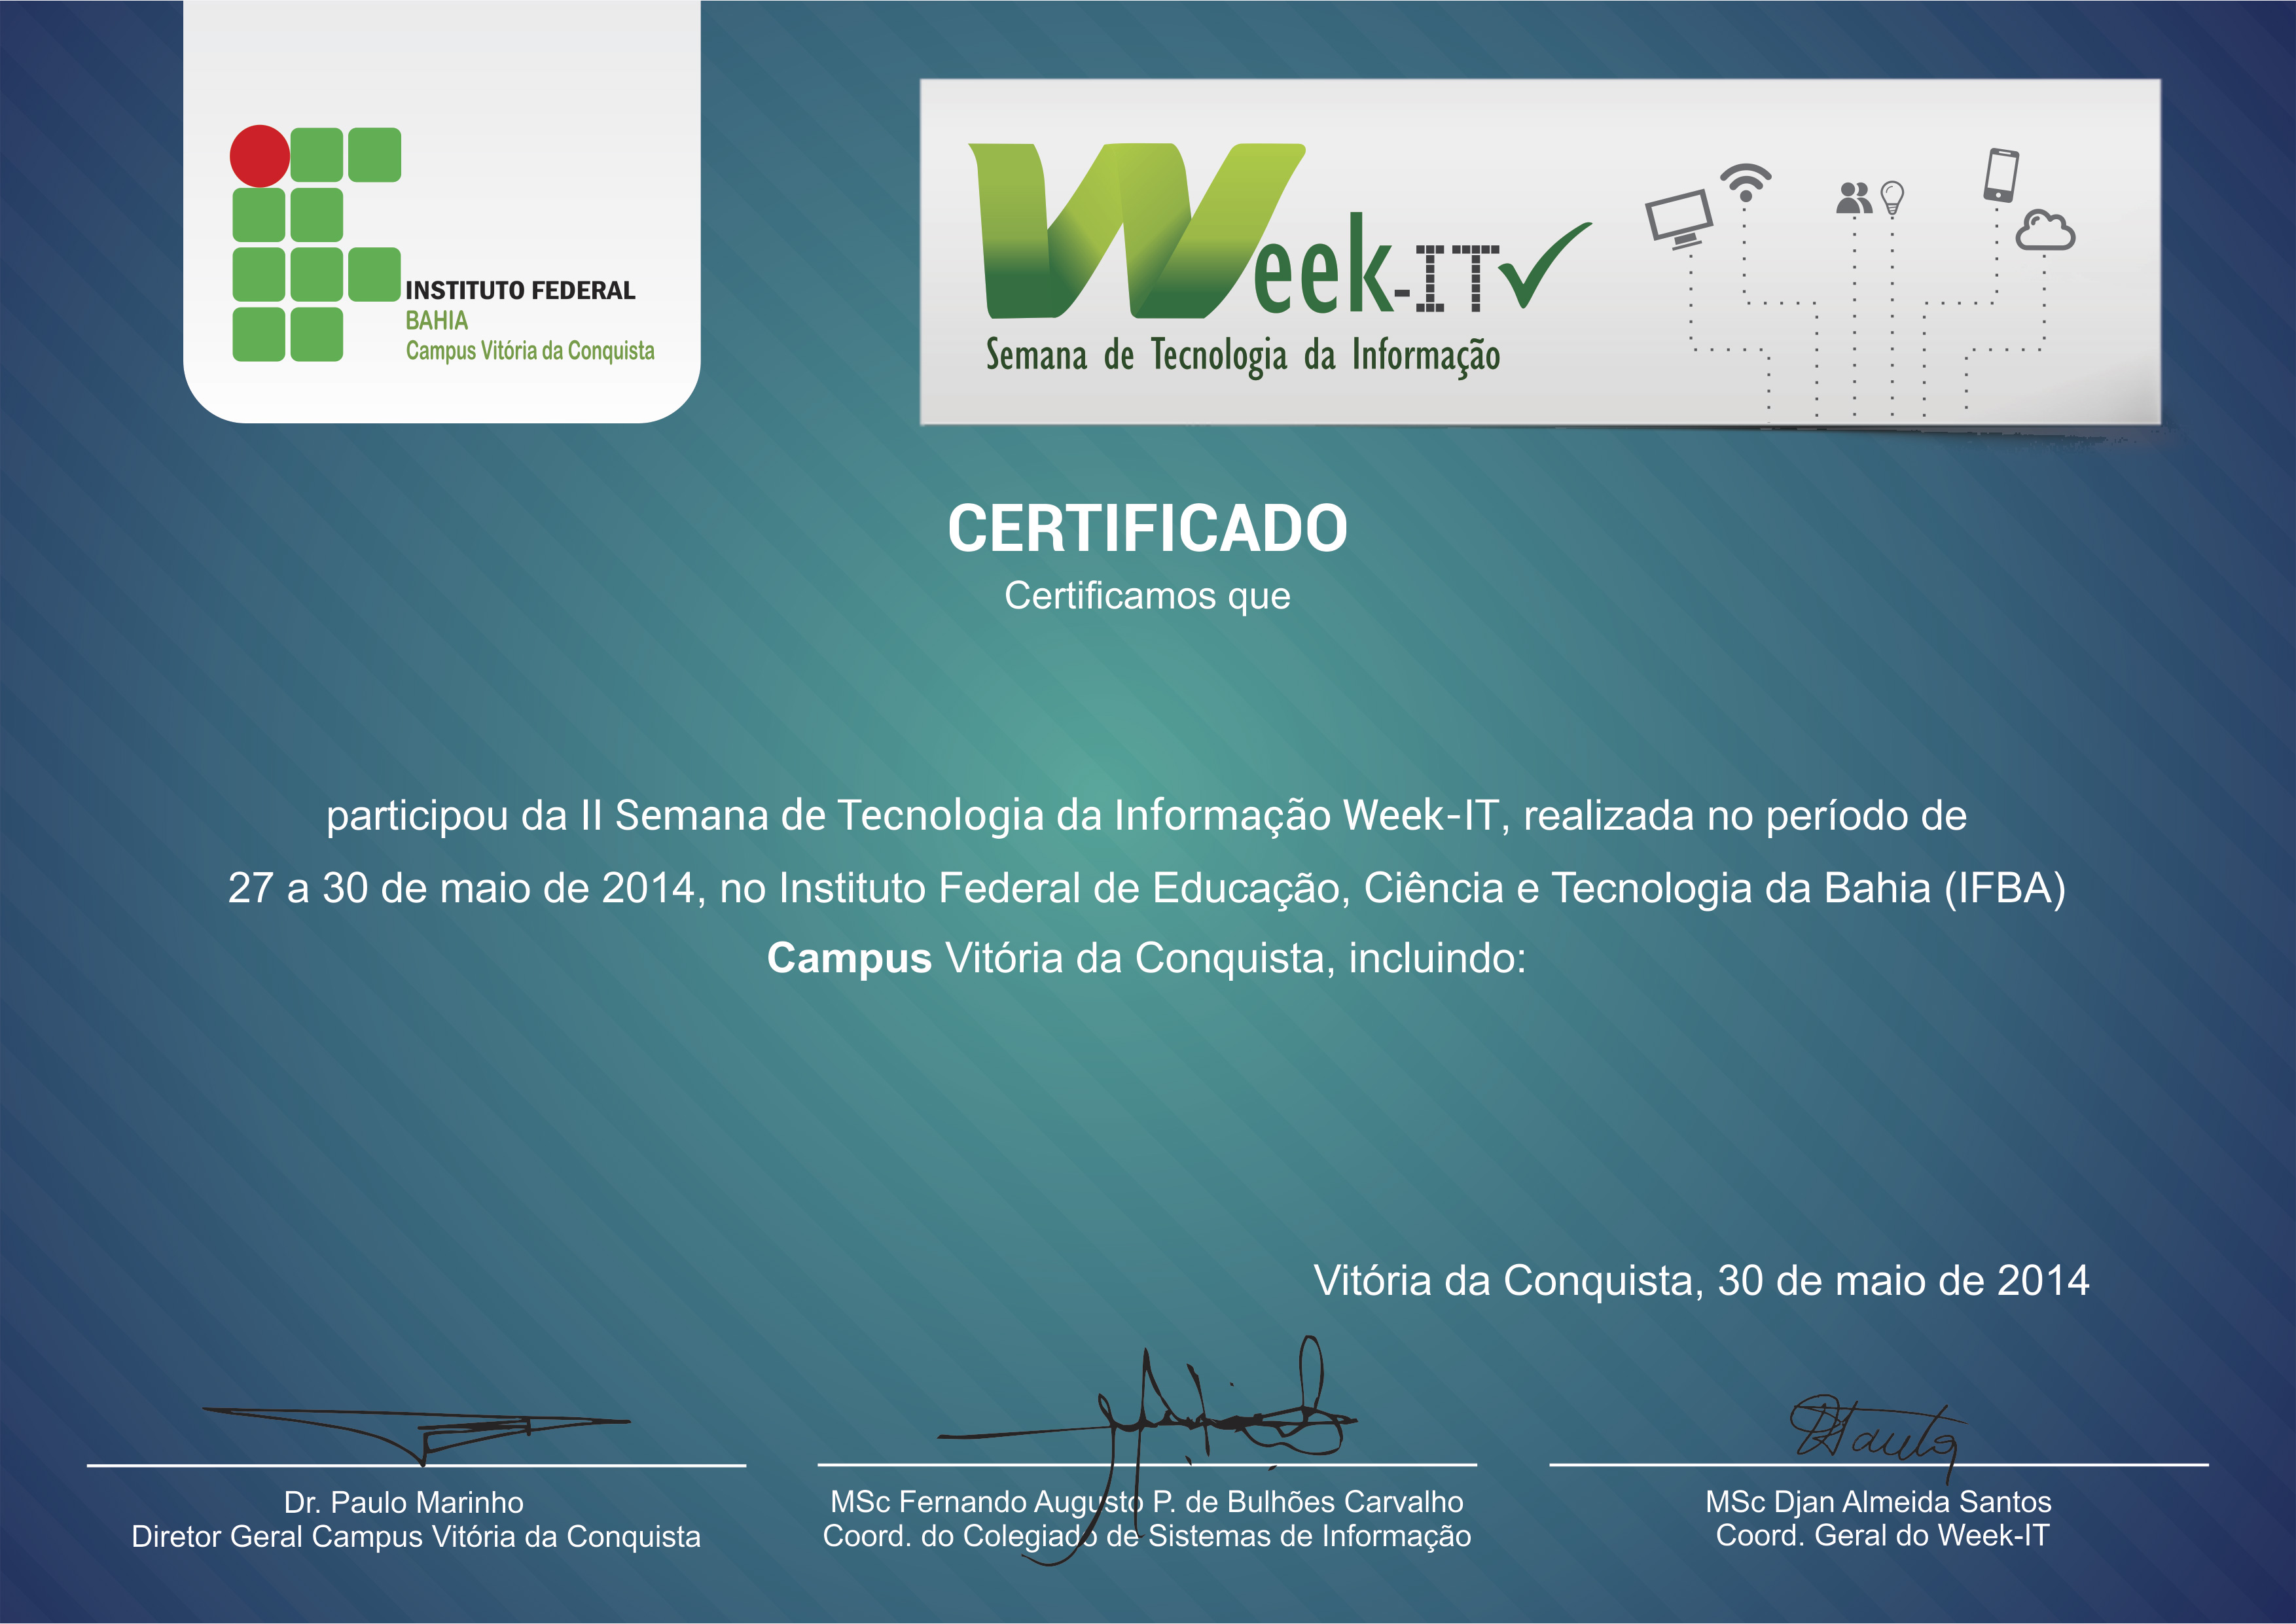 INSTITUTO FEDERAL
BAHIA
Campus Vitória da Conquista
Week-IT
Semana de Tecnologia da Informação
CERTIFICADO
Certificamos que
participou da II Semana de Tecnologia da Informação Week-IT, realizada no período de
27 a 30 de maio de 2014, no Instituto Federal de Educação, Ciência e Tecnologia da Bahia (IFBA)
Campus Vitória da Conquista, incluindo:
Vitória da Conquista, 30 de maio de 2014
Dr. Paulo Marinho
Diretor Geral Campus Vitória da Conquista
MSc Fernando Augusto P. de Bulhões Carvalho
Coord. do Colegiado de Sistemas de Informação
MSc Djan Almeida Santos
Coord. Geral do Week-IT